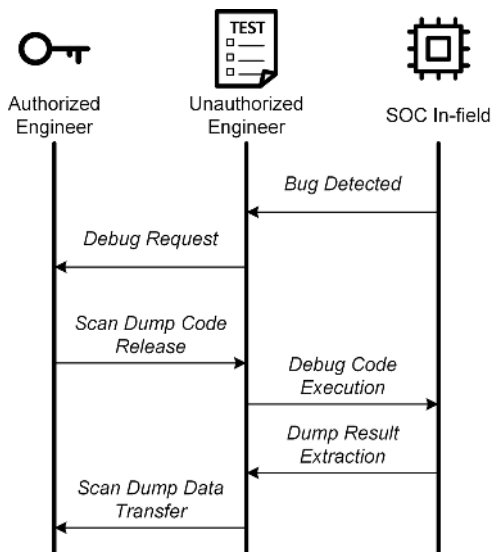 TEST
Authorized
Engineer
Unauthorized
Engineer
SOC In-field
Bug Detected
Debug Request
Scan Dump Code
Release
Debug Code
Execution
Dump Result
Extraction
Scan Dump Data
Transfer